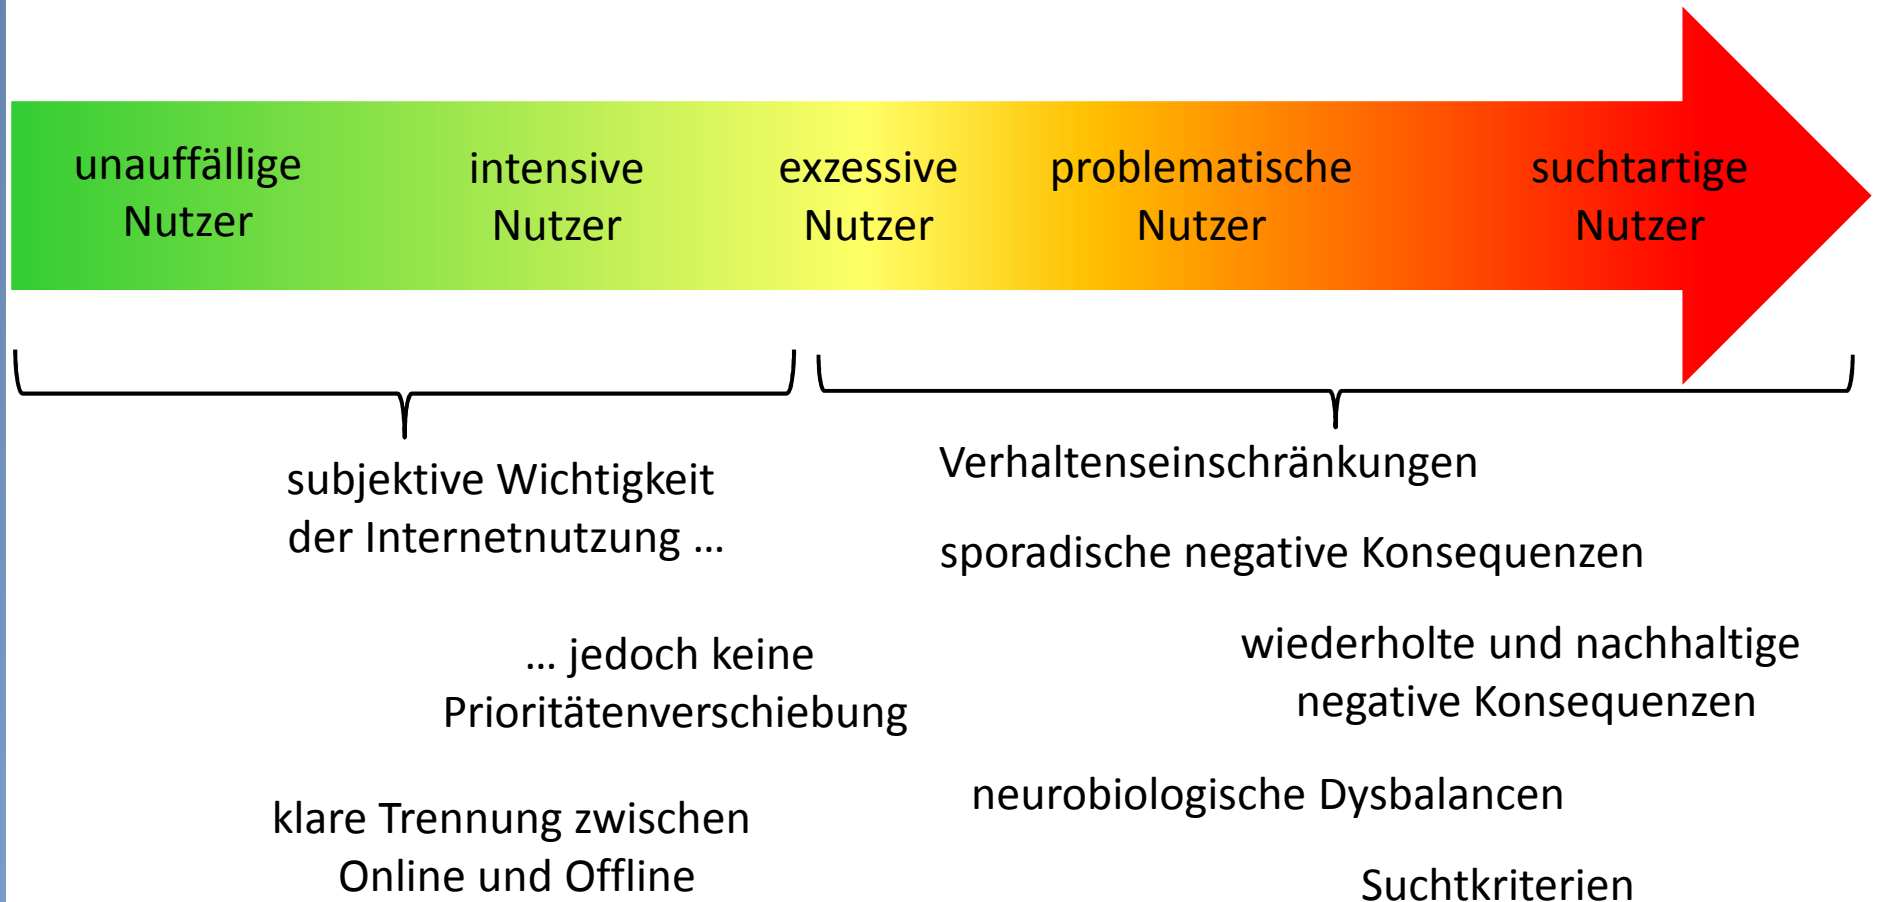 unauffällige
Nutzer
intensive
Nutzer
exzessive
Nutzer
problematische
Nutzer
suchtartige
Nutzer
subjektive Wichtigkeit
der Internetnutzung ...
... jedoch keine
Prioritätenverschiebung
klare Trennung zwischen
Online und Offline
Verhaltenseinschränkungen
sporadische negative Konsequenzen
wiederholte und nachhaltige
negative Konsequenzen
neurobiologische Dysbalancen
Suchtkriterien